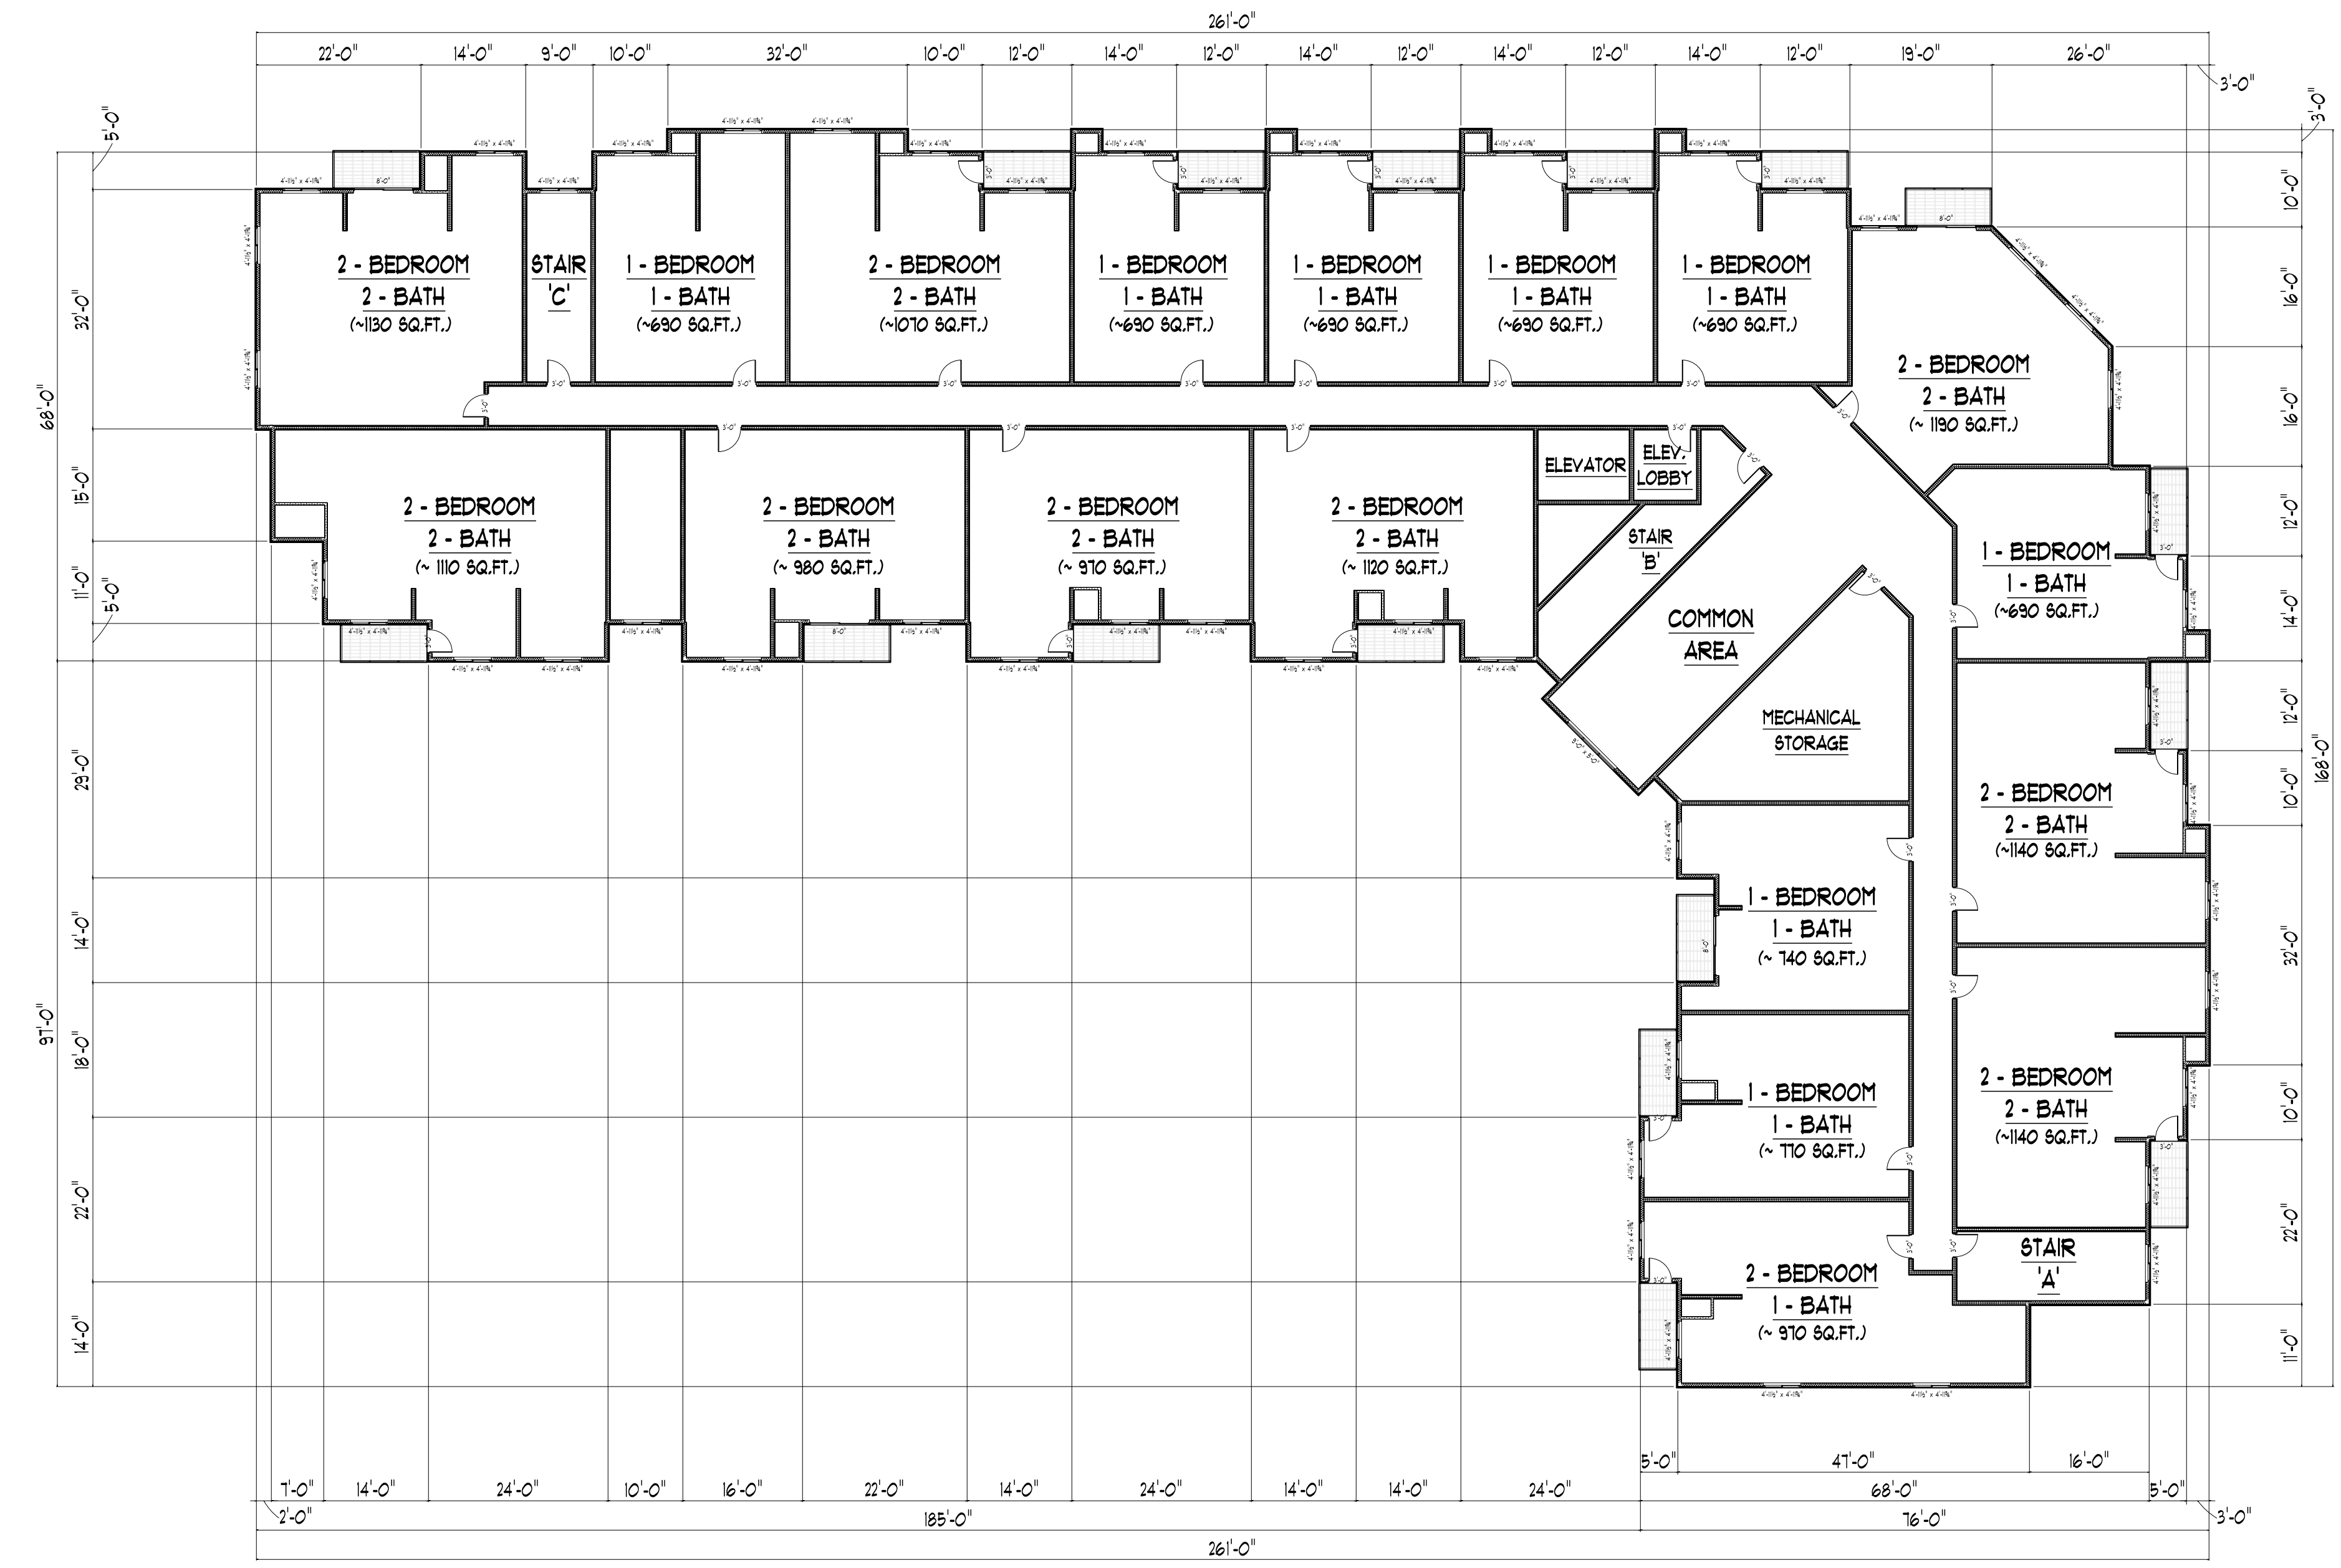 261'-0"
22'-0" 14'-0" 9'-0" 10'-0" 32'-0" 10'-0" 12'-0" 14'-0" 12'-0" 14'-0" 12'-0" 14'-0" 12'-0" 14'-0" 12'-0" 19'-0" 26'-0"
3'-0"
5'-0"
3'-0"
32'-0"
68'-0"
15'-0"
11'-0"
5'-0"
29'-0"
14'-0"
97'-0"
18'-0"
22'-0"
14'-0"
2 - BEDROOM
2 - BATH
(~1130 SQ.FT.)
STAIR
'C'
1 - BEDROOM
1 - BATH
(~690 SQ.FT.)
2 - BEDROOM
2 - BATH
(~1070 SQ.FT.)
1 - BEDROOM
1 - BATH
(~690 SQ.FT.)
1 - BEDROOM
1 - BATH
(~690 SQ.FT.)
1 - BEDROOM
1 - BATH
(~690 SQ.FT.)
1 - BEDROOM
1 - BATH
(~690 SQ.FT.)
2 - BEDROOM
2 - BATH
(~ 1190 SQ.FT.)
2 - BEDROOM
2 - BATH
(~ 1110 SQ.FT.)
2 - BEDROOM
2 - BATH
(~ 980 SQ.FT.)
2 - BEDROOM
2 - BATH
(~ 970 SQ.FT.)
2 - BEDROOM
2 - BATH
(~ 1120 SQ.FT.)
ELEVATOR
ELEV.
LOBBY
STAIR
'B'
COMMON
AREA
MECHANICAL
STORAGE
1 - BEDROOM
1 - BATH
(~690 SQ.FT.)
2 - BEDROOM
2 - BATH
(~1140 SQ.FT.)
1 - BEDROOM
1 - BATH
(~ 740 SQ.FT.)
1 - BEDROOM
1 - BATH
(~ 770 SQ.FT.)
2 - BEDROOM
2 - BATH
(~1140 SQ.FT.)
STAIR
'A'
2 - BEDROOM
1 - BATH
(~ 970 SQ.FT.)
10'-0"
16'-0"
16'-0"
12'-0"
14'-0"
12'-0"
168'-0"
10'-0"
32'-0"
10'-0"
22'-0"
11'-0"
5'-0" 47'-0" 16'-0"
7'-0" 14'-0" 24'-0" 10'-0" 16'-0" 22'-0" 14'-0" 24'-0" 14'-0" 14'-0" 24'-0" 68'-0" 5'-0"
2'-0" 185'-0" 76'-0" 3'-0"
261'-0"